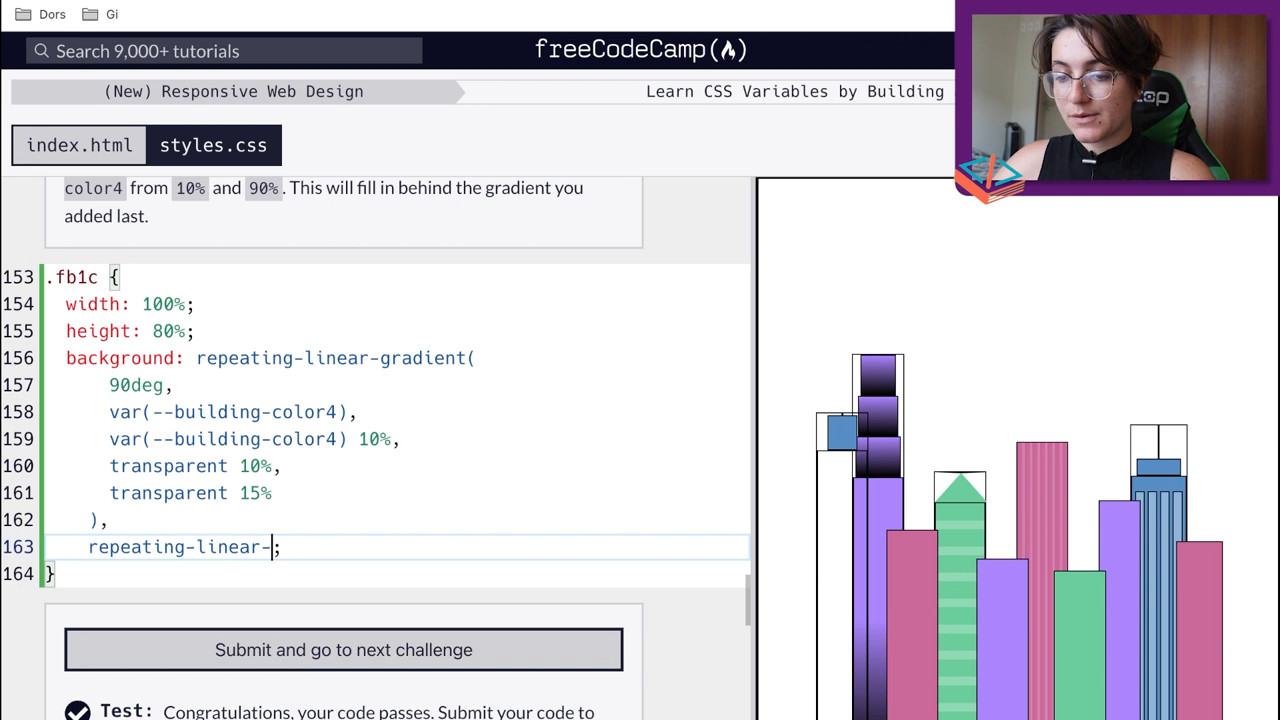 Dors Gi
Search 9,000+ tutorials
freeCodeCamp
(New) Responsive Web Design
Learn CSS Variables by Building
index.html
styles.css
color4 from 10% and 90%. This will fill in behind the gradient you
added last.
153 .fb1c {
154 width: 100%;
155 height: 80%;
156 background: repeating-linear-gradient(
157 90deg,
158 var(--building-color4),
159 var(--building-color4) 10%,
160 transparent 10%,
161 transparent 15%
162 ),
163 repeating-linear-;
164 }
Submit and go to next challenge
Test: Congratulations, your code passes. Submit your code to